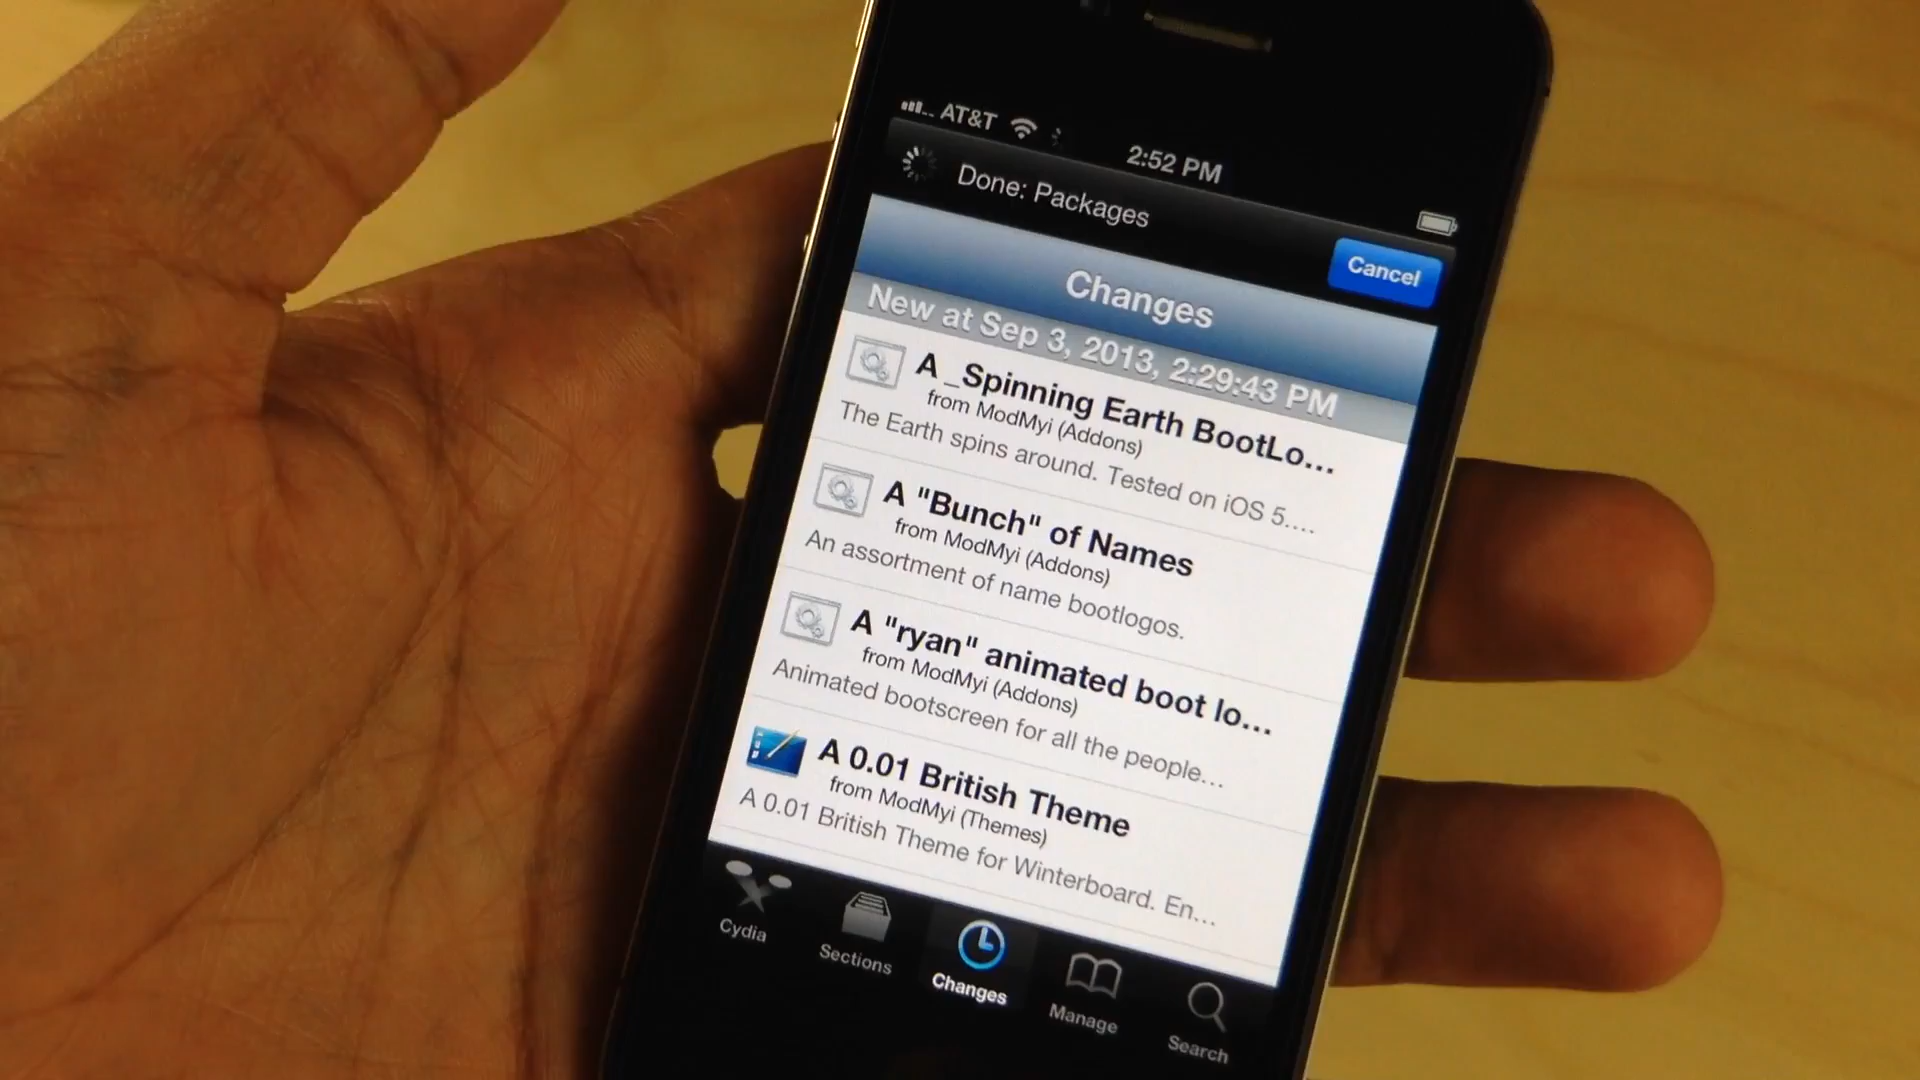 AT&T
2:52 PM
Done: Packages
Cancel
Changes
New at Sep 3, 2013, 2:29:43 PM
A _Spinning Earth BootLo...
from ModMyi (Addons)
The Earth spins around. Tested on iOS 5....
A "Bunch" of Names
from ModMyi (Addons)
An assortment of name bootlogos.
A "ryan" animated boot lo...
from ModMyi (Addons)
Animated bootscreen for all the people...
A 0.01 British Theme
from ModMyi (Themes)
A 0.01 British Theme for Winterboard. En...
Cydia
Sections
Changes
Manage
Search